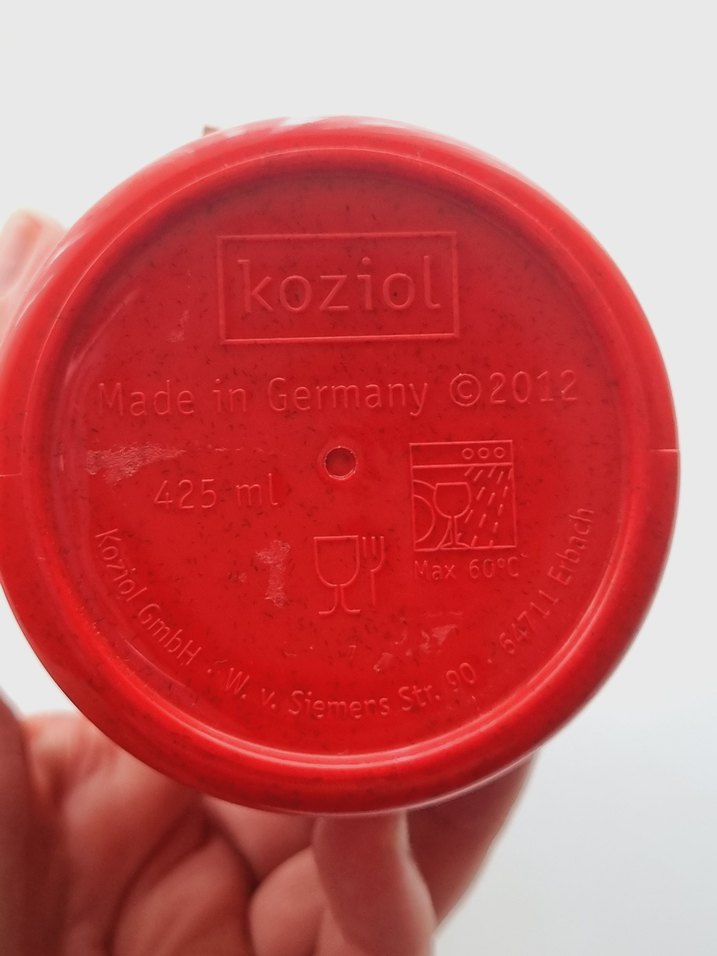 koziol
Made in Germany ©2012
425 ml
Max 60°C
Koziol GmbH · W. v. Siemens Str. 90 · 64711 Erbach